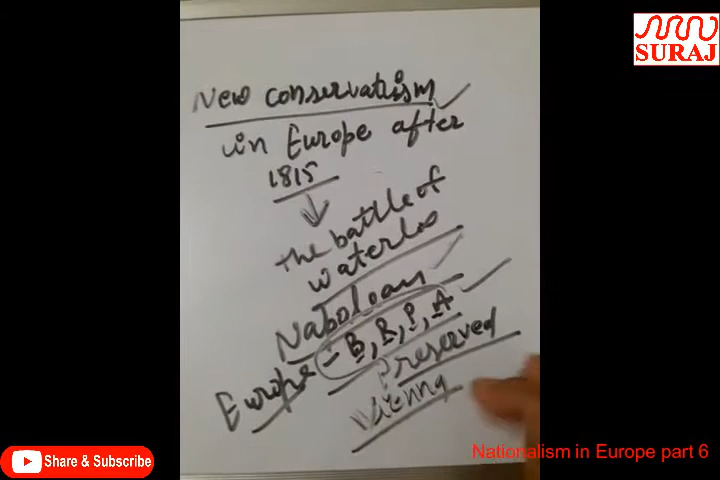 SURAJ
New conservatism
in Europe after
1815
the battle of
waterloo
Naboloan
Europe - B, R, P, A
Preserved
Vienna
Nationalism in Europe part 6
Share & Subscribe